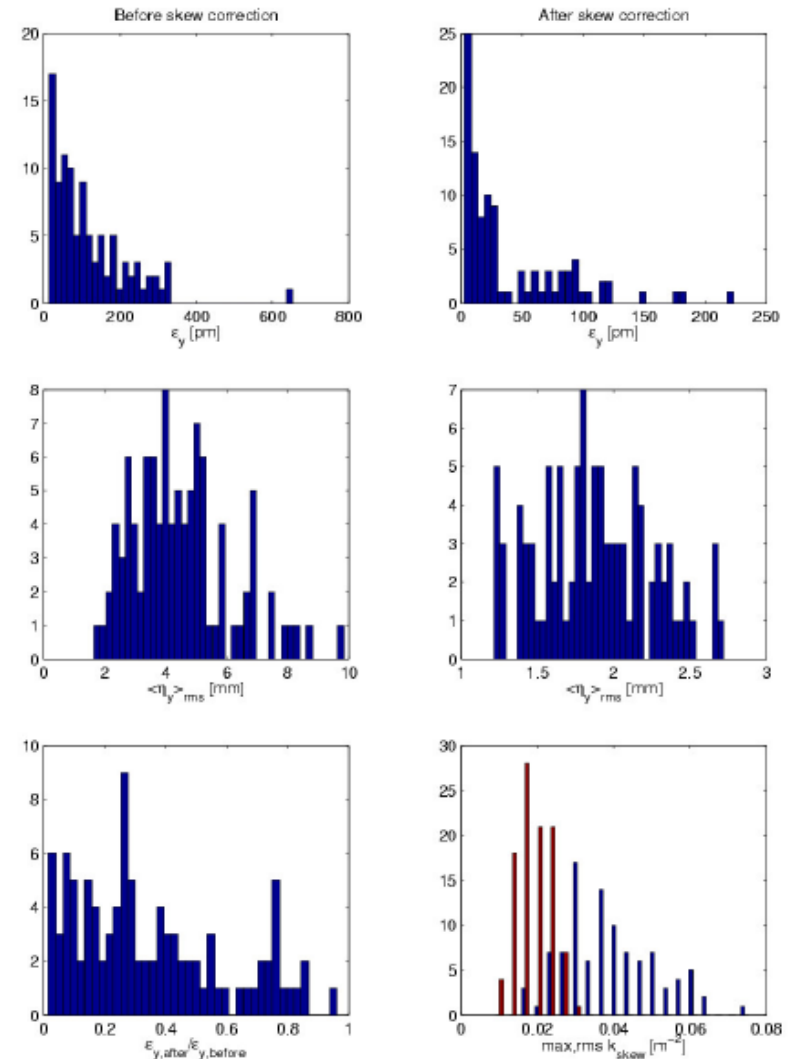 Before skew correction
After skew correction
20
15
10
5
0
0 200 400 600 800
ε_y [pm]
25
20
15
10
5
0
0 50 100 150 200 250
ε_y [pm]
8
7
6
5
4
3
2
1
0
0 2 4 6 8 10
<η_y>_rms [mm]
7
6
5
4
3
2
1
0
1 1.5 2 2.5 3
<η_y>_rms [mm]
10
8
6
4
2
0
0 0.2 0.4 0.6 0.8 1
ε_y,after/ε_y,before
30
25
20
15
10
5
0
0 0.02 0.04 0.06 0.08
max,rms k_skew [m⁻²]